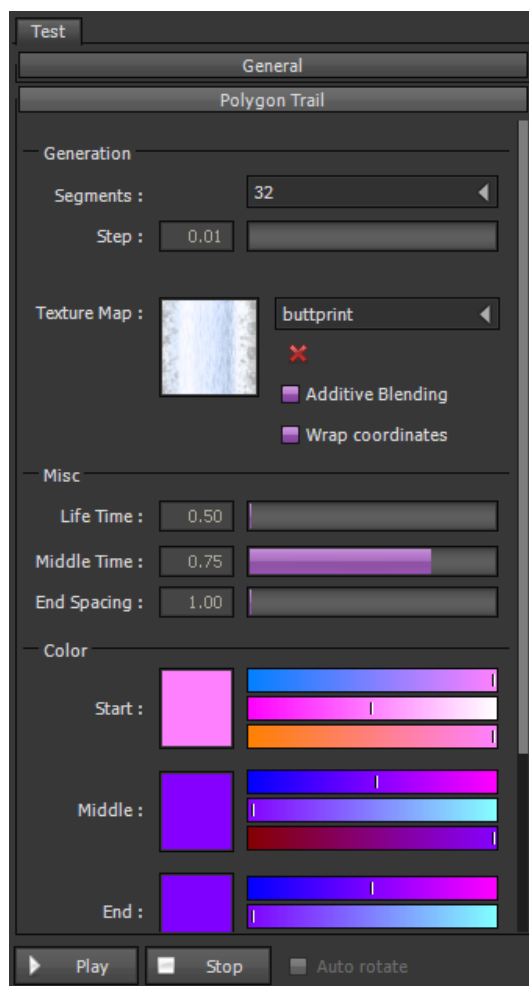 Test
General
Polygon Trail
Generation
Segments : 32
Step : 0.01
Texture Map : buttprint
Additive Blending
Wrap coordinates
Misc
Life Time : 0.50
Middle Time : 0.75
End Spacing : 1.00
Color
Start :
Middle :
End :
Play Stop Auto rotate